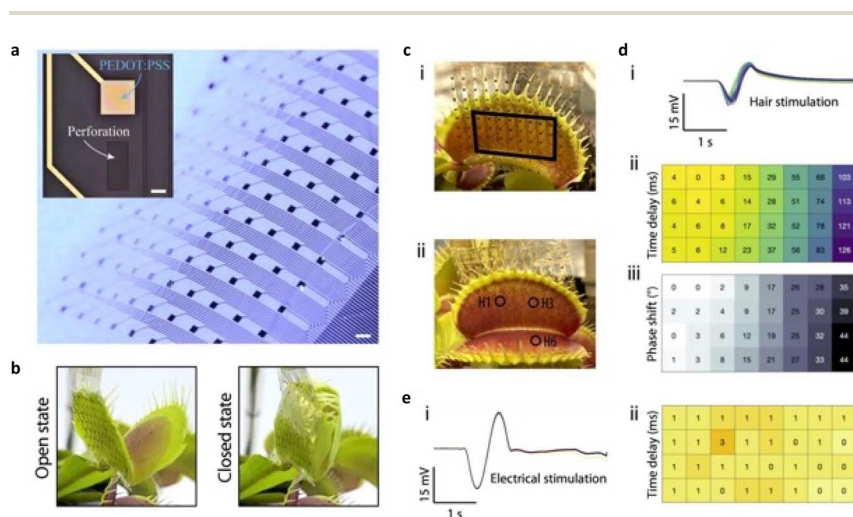 a
PEDOT:PSS
Perforation
b
Open state
Closed state
c
i
ii
H1
H3
H6
d
i
15 mV
1 s
Hair stimulation
ii
Time delay (ms)
4 0 3 15 29 55 68 103
6 4 6 14 28 51 74 113
4 6 8 17 32 52 78 121
5 6 12 23 37 56 83 126
iii
Phase shift (°)
0 0 2 9 17 26 28 35
2 2 4 9 17 25 30 39
0 3 6 12 19 25 32 44
1 3 8 15 21 27 33 44
e
i
15 mV
1 s
Electrical stimulation
ii
Time delay (ms)
1 1 1 1 1 1 1 1
1 1 3 1 1 0 1 0
1 1 1 1 0 1 0 0
1 1 0 1 1 1 0 0